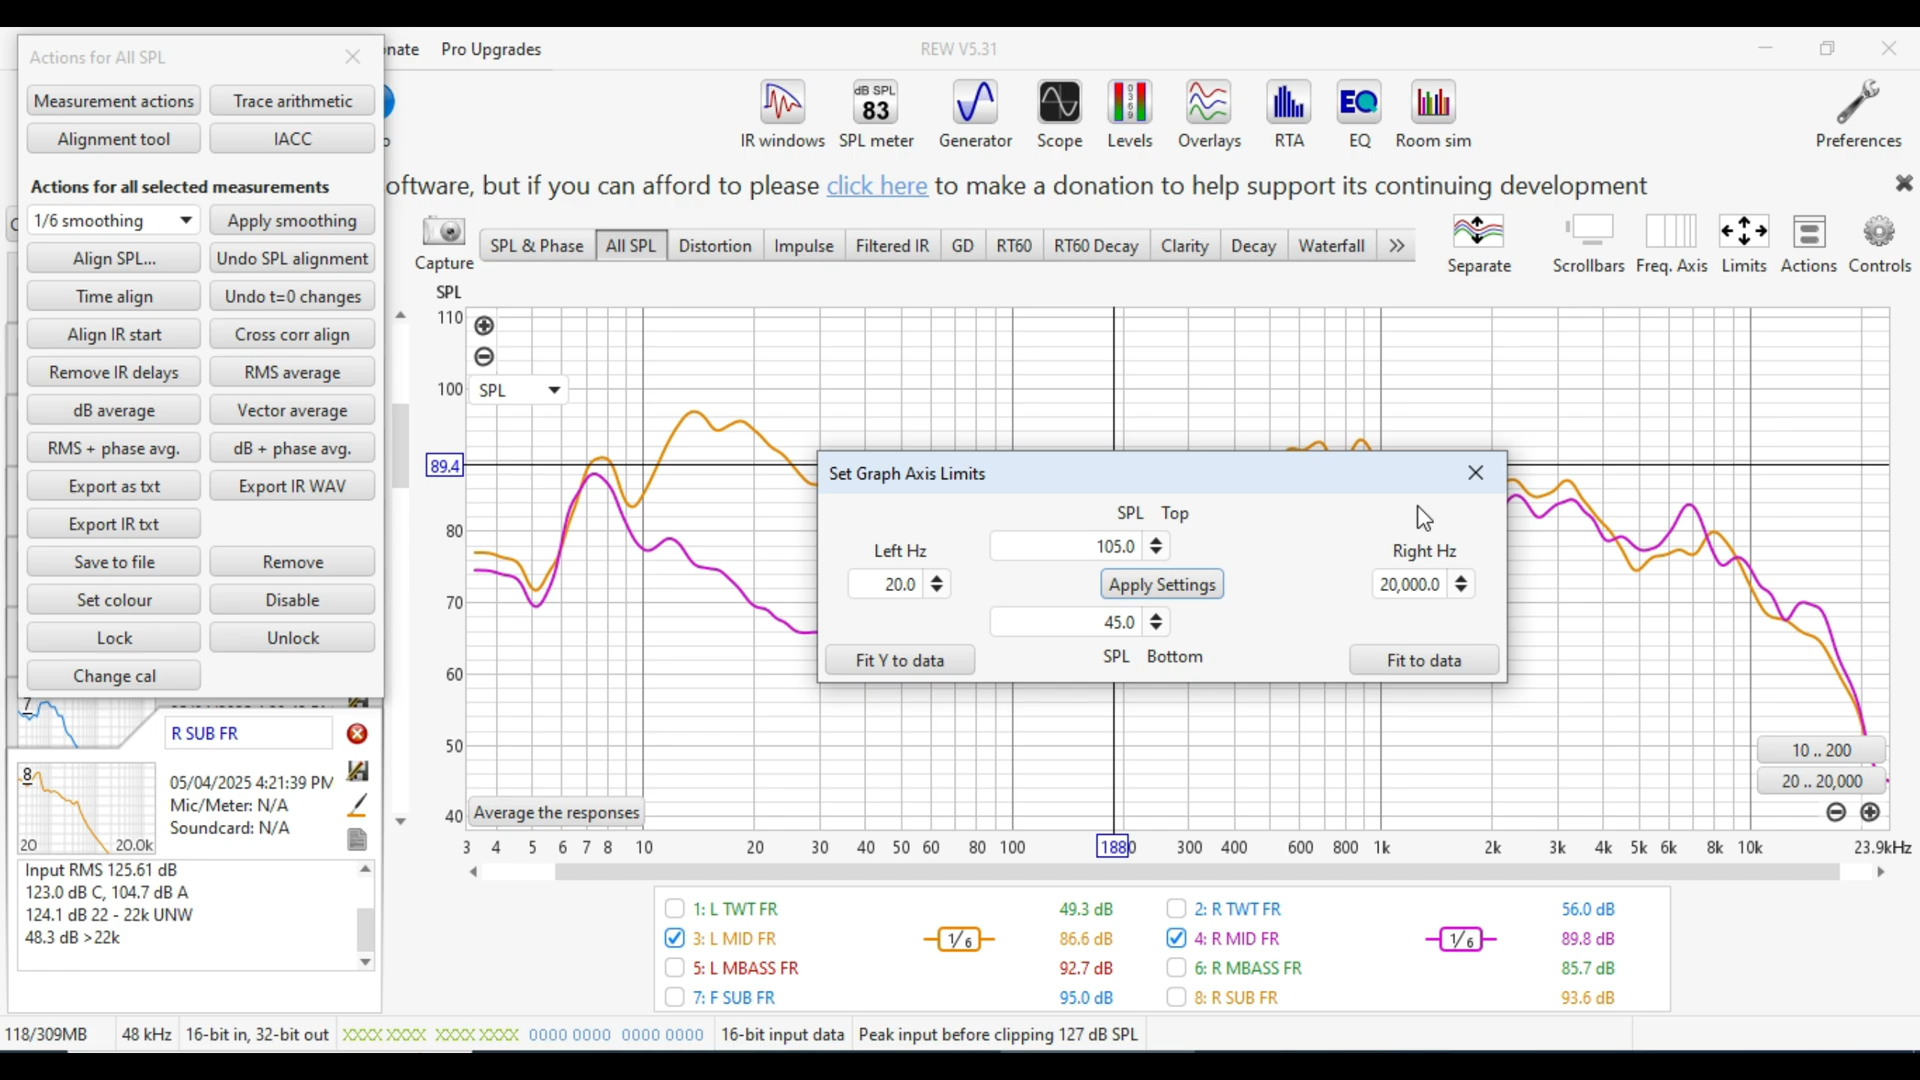 Actions for All SPL
nate Pro Upgrades
REW V5.31
Measurement actions
Trace arithmetic
Alignment tool
IACC
IR windows
dB SPL
83
SPL meter
Generator
Scope
Levels
Overlays
RTA
EQ
EQ
Room sim
Preferences
oftware, but if you can afford to please click here to make a donation to help support its continuing development
Actions for all selected measurements
1/6 smoothing
Apply smoothing
Align SPL...
Undo SPL alignment
Time align
Undo t=0 changes
Align IR start
Cross corr align
Remove IR delays
RMS average
dB average
Vector average
RMS + phase avg.
dB + phase avg.
Export as txt
Export IR WAV
Export IR txt
Save to file
Remove
Set colour
Disable
Lock
Unlock
Change cal
Capture
SPL & Phase
All SPL
Distortion
Impulse
Filtered IR
GD
RT60
RT60 Decay
Clarity
Decay
Waterfall
Separate
Scrollbars
Freq. Axis
Limits
Actions
Controls
SPL
110
100
89.4
80
70
60
50
40
SPL
Set Graph Axis Limits
SPL Top
105.0
Left Hz
20.0
Apply Settings
Right Hz
20,000.0
45.0
SPL Bottom
Fit Y to data
Fit to data
10 .. 200
20 .. 20,000
Average the responses
3 4 5 6 7 8 10 20 30 40 50 60 80 100 188 0 300 400 600 800 1k 2k 3k 4k 5k 6k 8k 10k 23.9kHz
7
R SUB FR
8
20 20.0k
05/04/2025 4:21:39 PM
Mic/Meter: N/A
Soundcard: N/A
Input RMS 125.61 dB
123.0 dB C, 104.7 dB A
124.1 dB 22 - 22k UNW
48.3 dB >22k
1: L TWT FR 49.3 dB
2: R TWT FR 56.0 dB
3: L MID FR 1/6 86.6 dB
4: R MID FR 1/6 89.8 dB
5: L MBASS FR 92.7 dB
6: R MBASS FR 85.7 dB
7: F SUB FR 95.0 dB
8: R SUB FR 93.6 dB
118/309MB 48 kHz 16-bit in, 32-bit out XXXX XXXX XXXX XXXX 0000 0000 0000 0000 16-bit input data Peak input before clipping 127 dB SPL